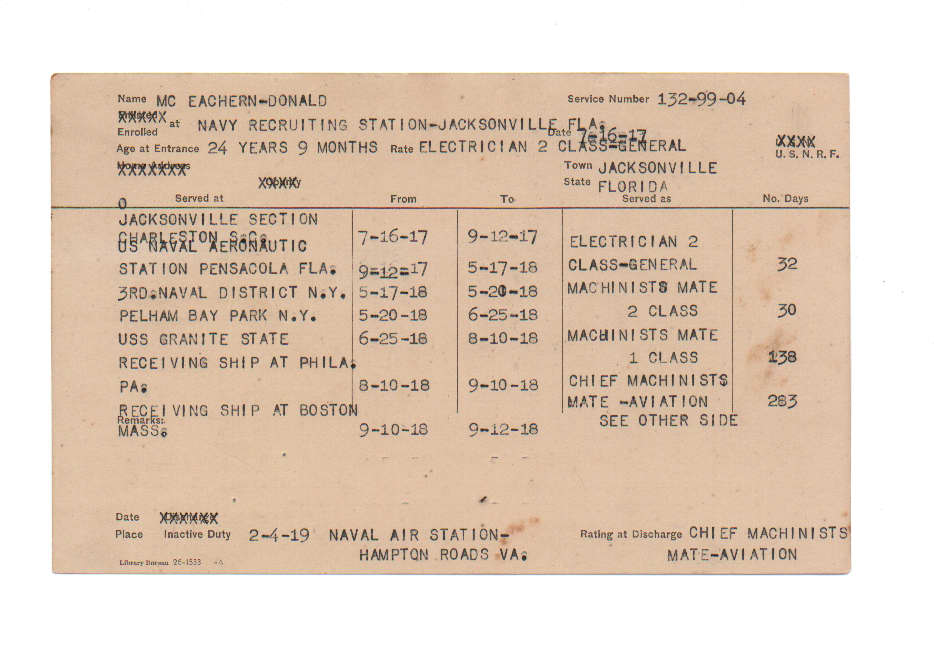 Name MC EACHERN-DONALD Service Number 132-99-04
Enrolled at NAVY RECRUITING STATION-JACKSONVILLE FLA. Date 7-16-17
Age at Entrance 24 YEARS 9 MONTHS Rate ELECTRICIAN 2 CLASS-GENERAL XXXX U. S. N. R. F.
Home Address XXXXXXX Town JACKSONVILLE
County XXXX State FLORIDA
0 Served at From To Served as No. Days
JACKSONVILLE SECTION
CHARLESTON S.C. 7-16-17 9-12-17 ELECTRICIAN 2
US NAVAL AERONAUTIC
STATION PENSACOLA FLA. 9-12-17 5-17-18 CLASS-GENERAL 32
3RD.NAVAL DISTRICT N.Y. 5-17-18 5-20-18 MACHINISTS MATE
PELHAM BAY PARK N.Y. 5-20-18 6-25-18 2 CLASS 30
USS GRANITE STATE 6-25-18 8-10-18 MACHINISTS MATE
RECEIVING SHIP AT PHILA. 1 CLASS 138
PA. 8-10-18 9-10-18 CHIEF MACHINISTS
RECEIVING SHIP AT BOSTON MATE -AVIATION 283
Remarks: SEE OTHER SIDE
MASS. 9-10-18 9-12-18
Date XXXXXX
Place Inactive Duty 2-4-19 NAVAL AIR STATION- Rating at Discharge CHIEF MACHINISTS
HAMPTON ROADS VA. MATE-AVIATION
Library Bureau 26-1533